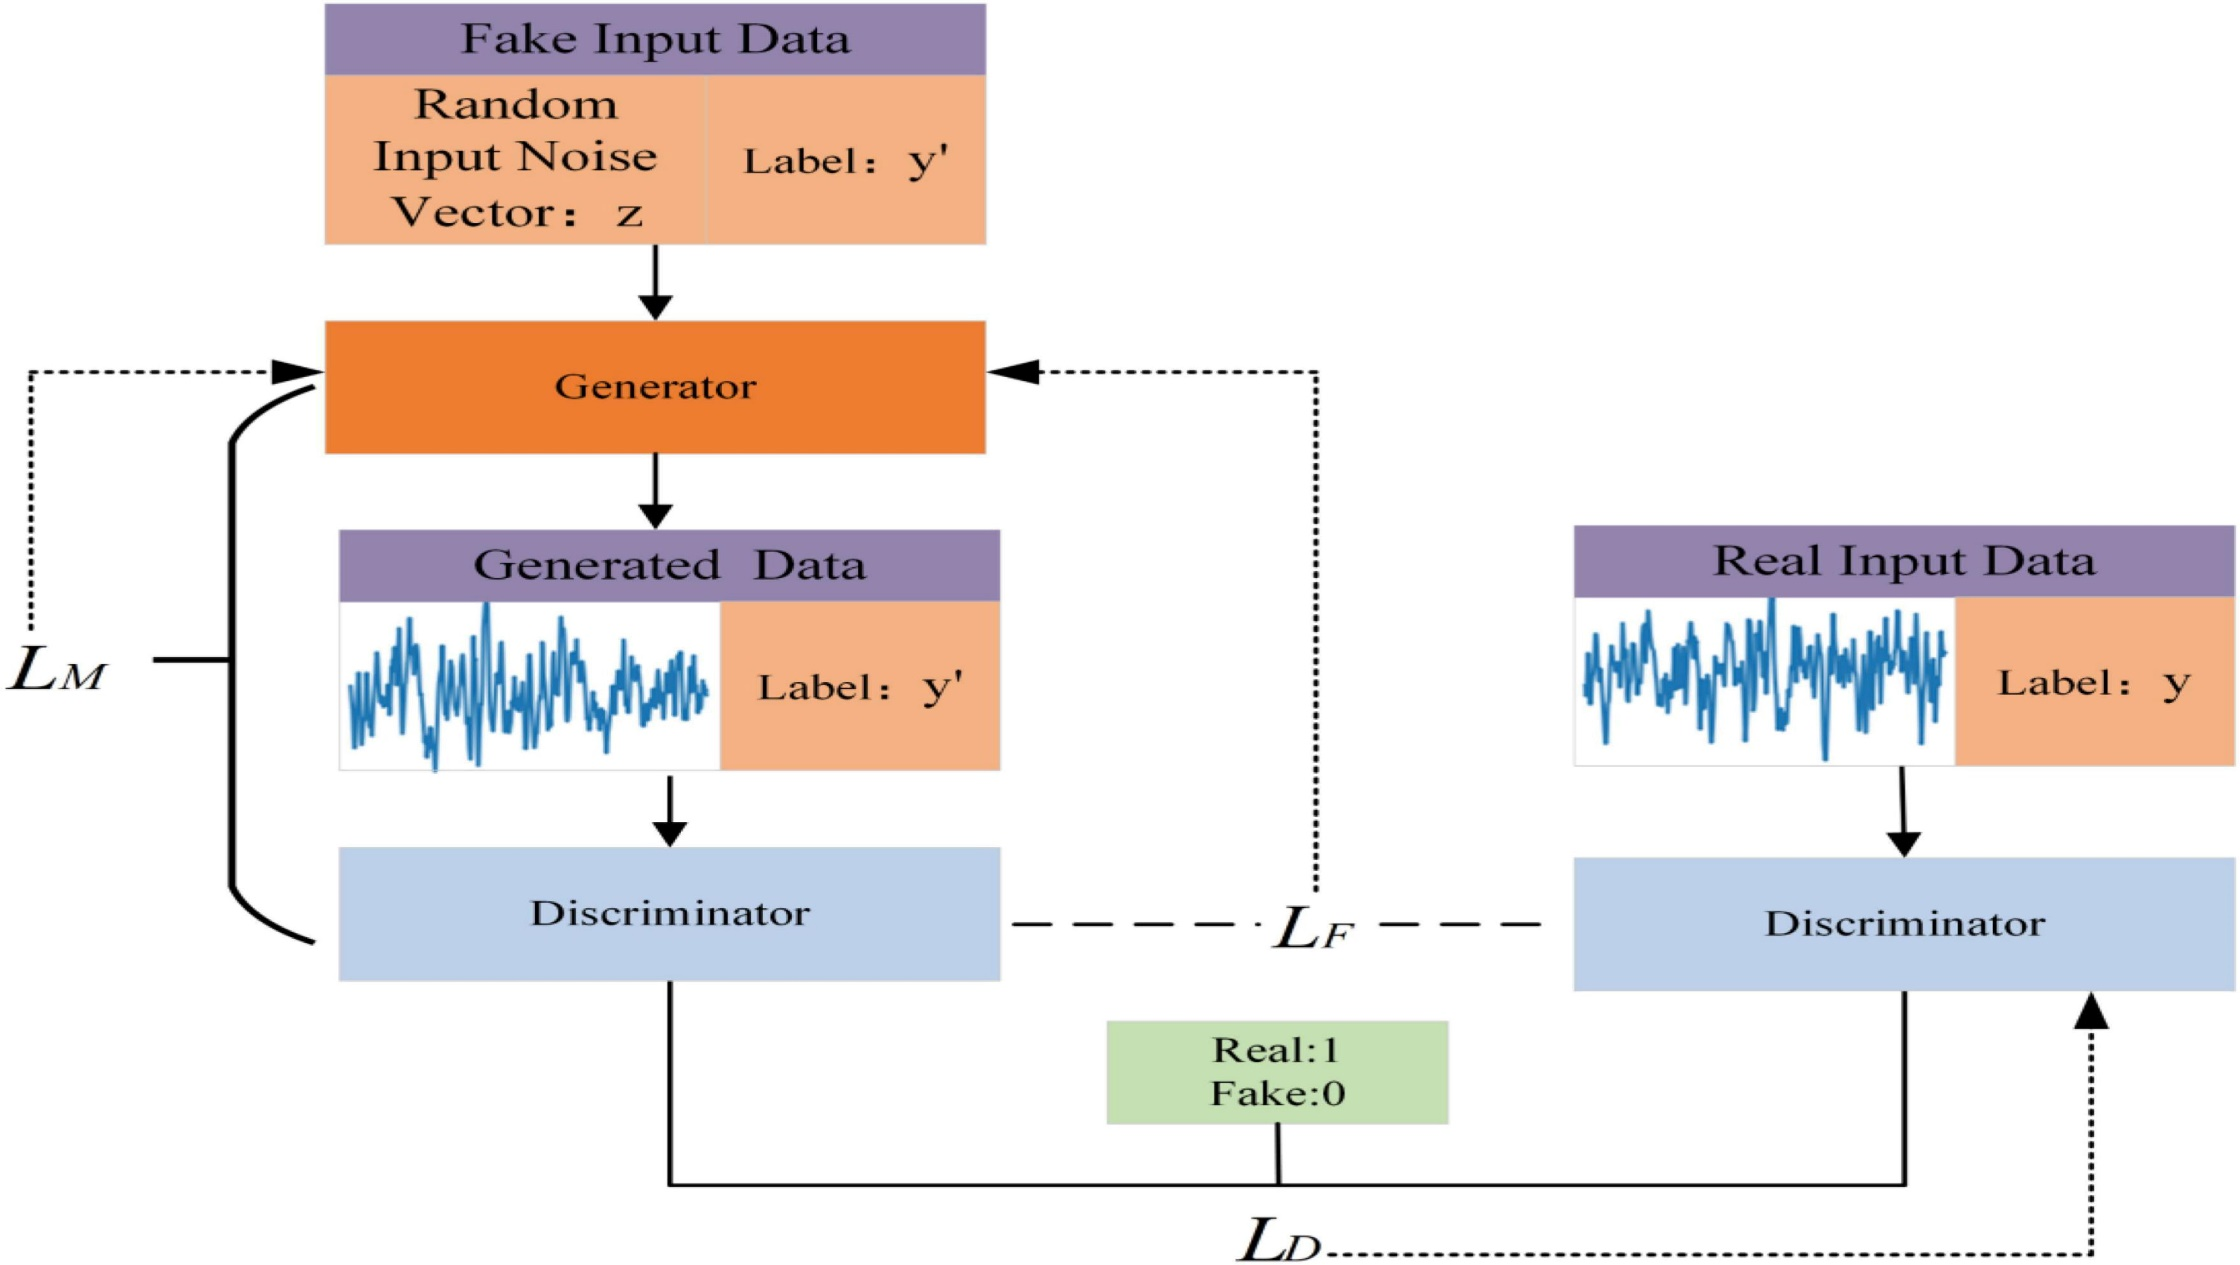 Fake Input Data
Random
Input Noise
Vector: z
Label: y'
Generator
Generated Data
Label: y'
Real Input Data
Label: y
LM
Discriminator
LF
Discriminator
Real:1
Fake:0
LD